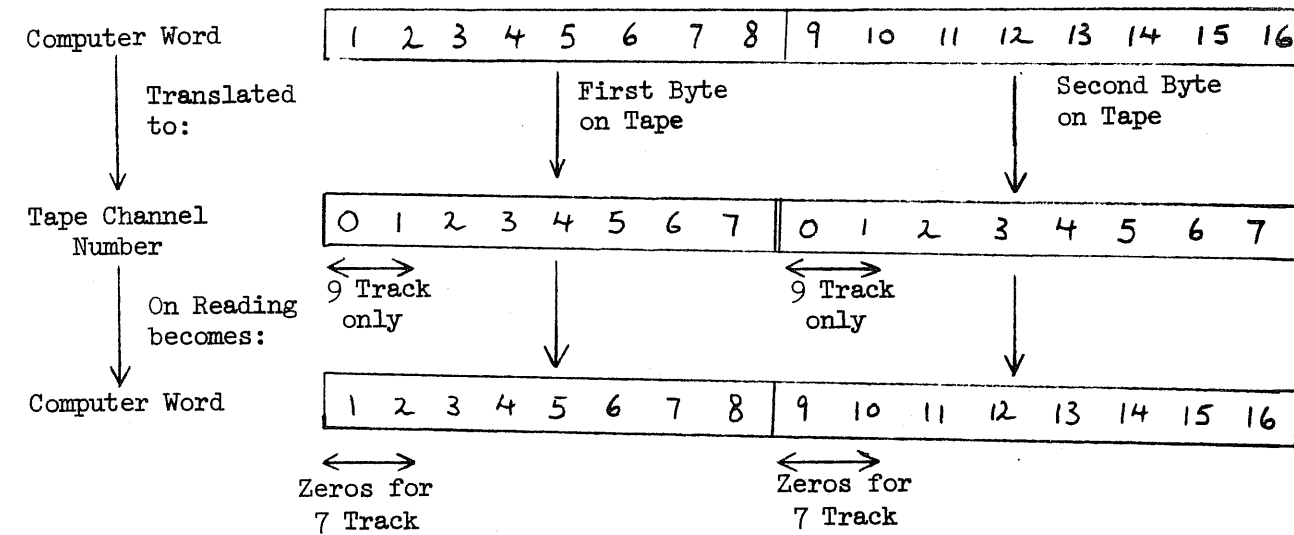 Computer Word 1 2 3 4 5 6 7 8 9 10 11 12 13 14 15 16
Translated to:
First Byte on Tape
Second Byte on Tape
Tape Channel Number
0 1 2 3 4 5 6 7 0 1 2 3 4 5 6 7
On Reading becomes:
9 Track only
9 Track only
Computer Word 1 2 3 4 5 6 7 8 9 10 11 12 13 14 15 16
Zeros for 7 Track
Zeros for 7 Track